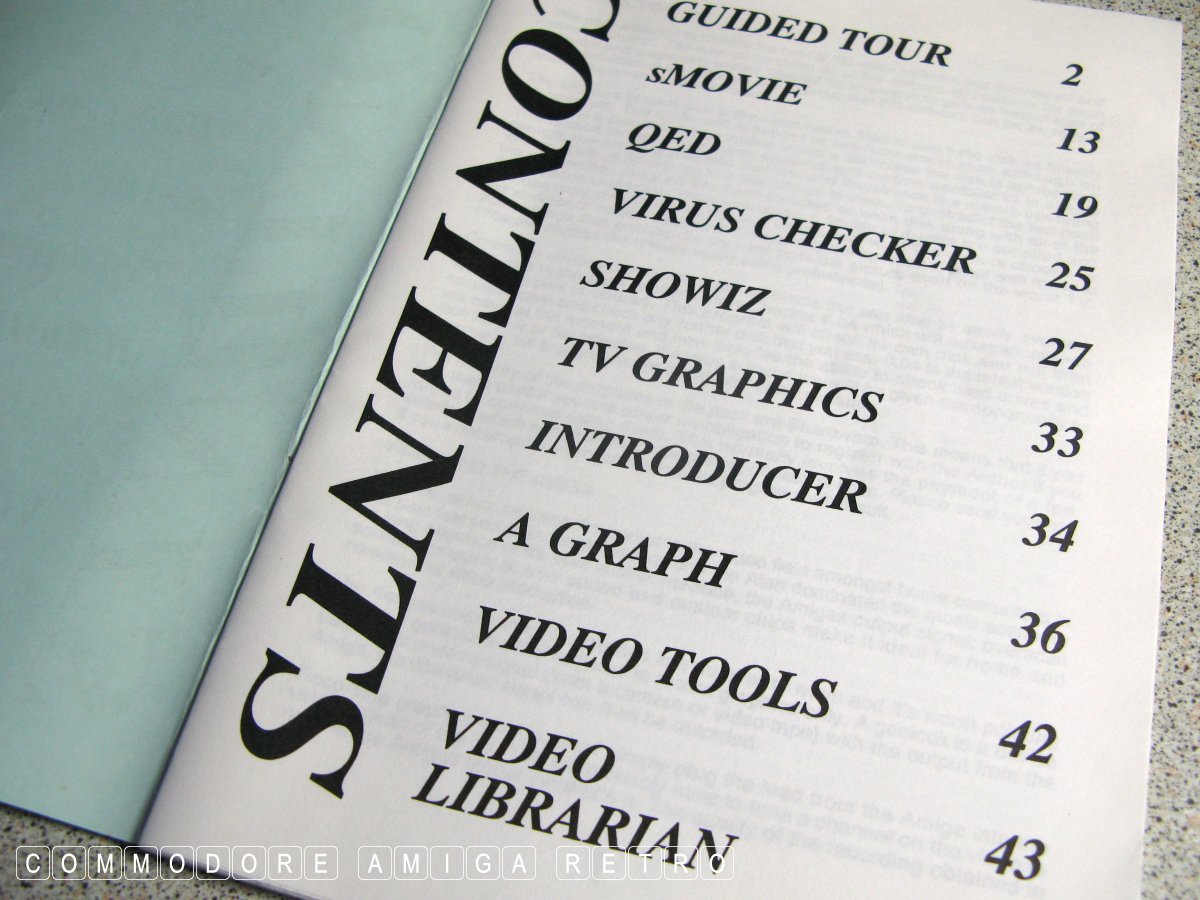 CONTENTS
GUIDED TOUR 2
sMOVIE 13
QED 19
VIRUS CHECKER 25
SHOWIZ 27
TV GRAPHICS 33
INTRODUCER 34
A GRAPH 36
VIDEO TOOLS 42
VIDEO
LIBRARIAN 43
COMMODORE AMIGA RETRO